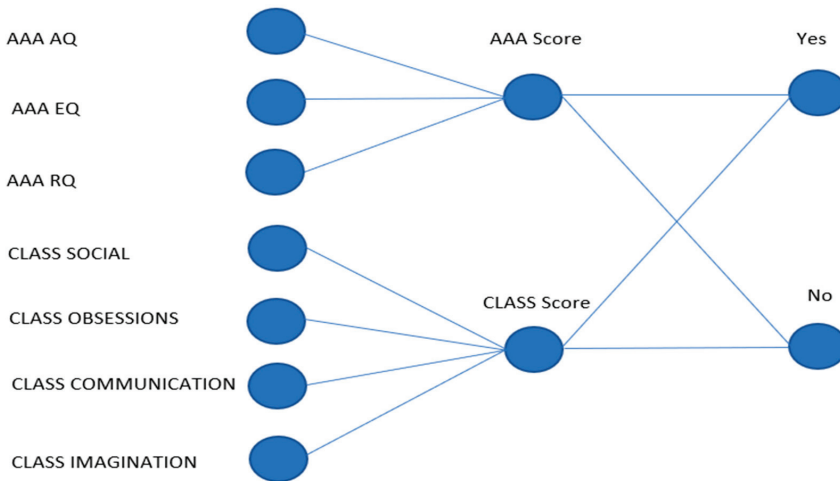 AAA AQ
AAA Score
Yes
AAA EQ
AAA RQ
CLASS SOCIAL
CLASS Score
No
CLASS OBSESSIONS
CLASS COMMUNICATION
CLASS IMAGINATION